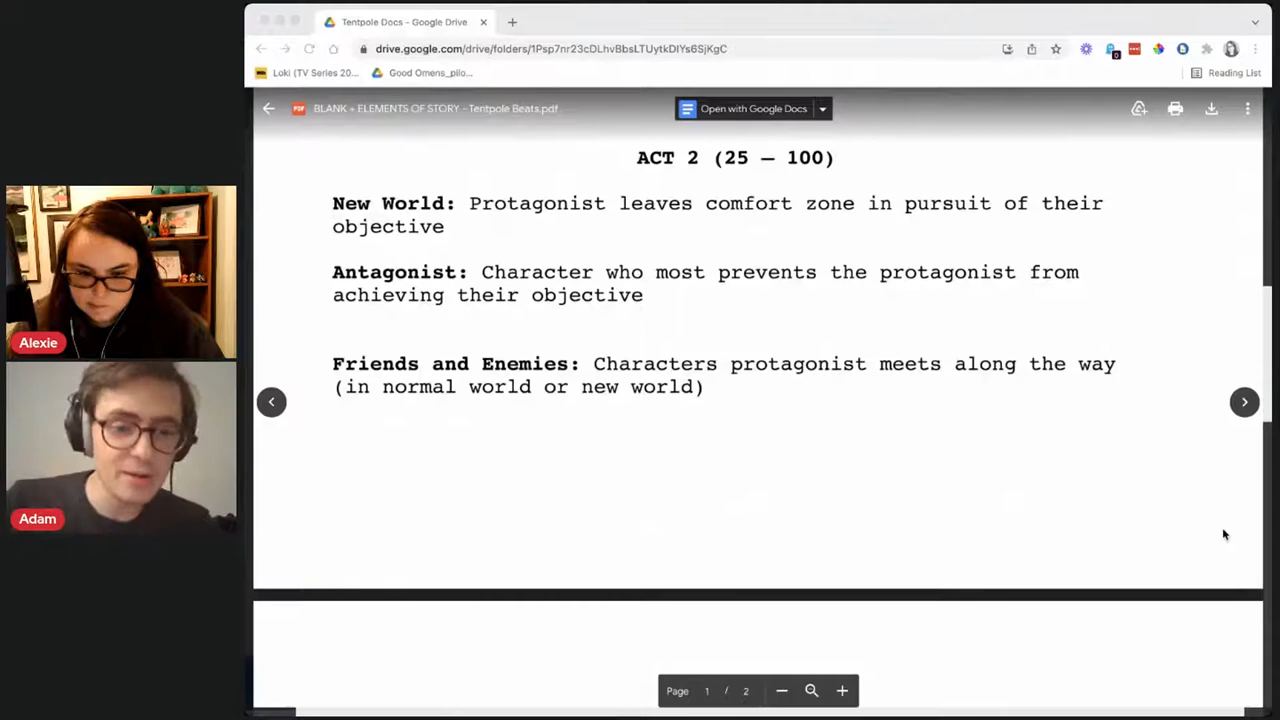 Tentpole Docs - Google Drive
drive.google.com/drive/folders/1Psp7nr23cDLhvBbsLTUytkDIYs6SjKgC
Loki (TV Series 20...
Good Omens_pilo...
Reading List
BLANK + ELEMENTS OF STORY - Tentpole Beats.pdf
Open with Google Docs
ACT 2 (25 – 100)
New World: Protagonist leaves comfort zone in pursuit of their
objective
Antagonist: Character who most prevents the protagonist from
achieving their objective
Friends and Enemies: Characters protagonist meets along the way
(in normal world or new world)
Alexie
Adam
Page 1 / 2